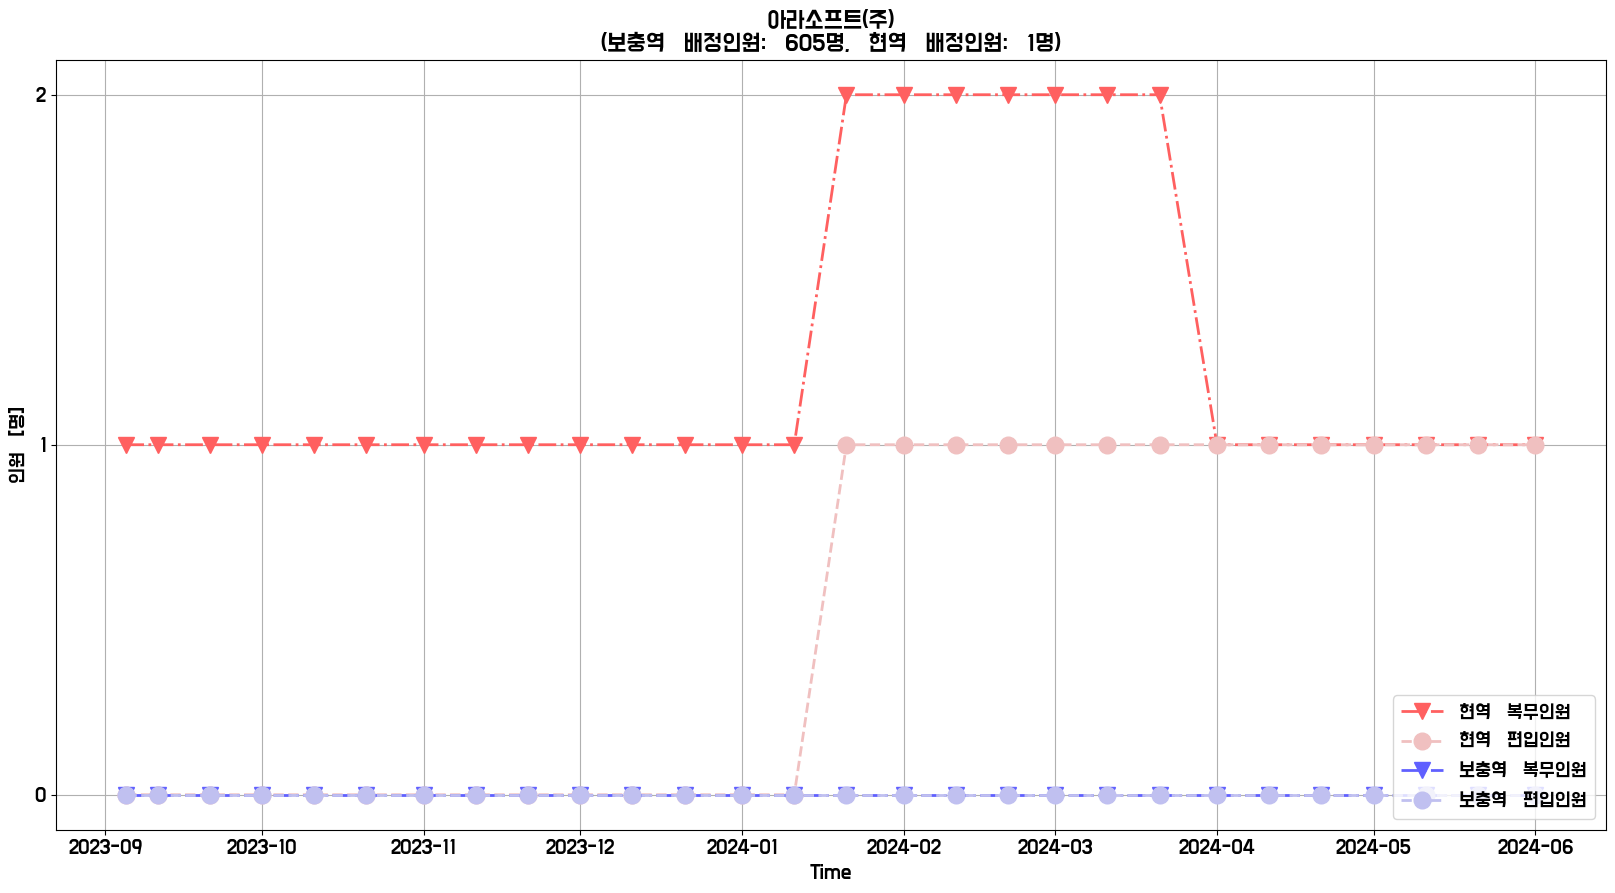 아라소프트(주)
(보충역 배정인원: 605명, 현역 배정인원: 1명)
인원 [명]
2
1
0
현역 복무인원
현역 편입인원
보충역 복무인원
보충역 편입인원
2023-09 2023-10 2023-11 2023-12 2024-01 2024-02 2024-03 2024-04 2024-05 2024-06
Time